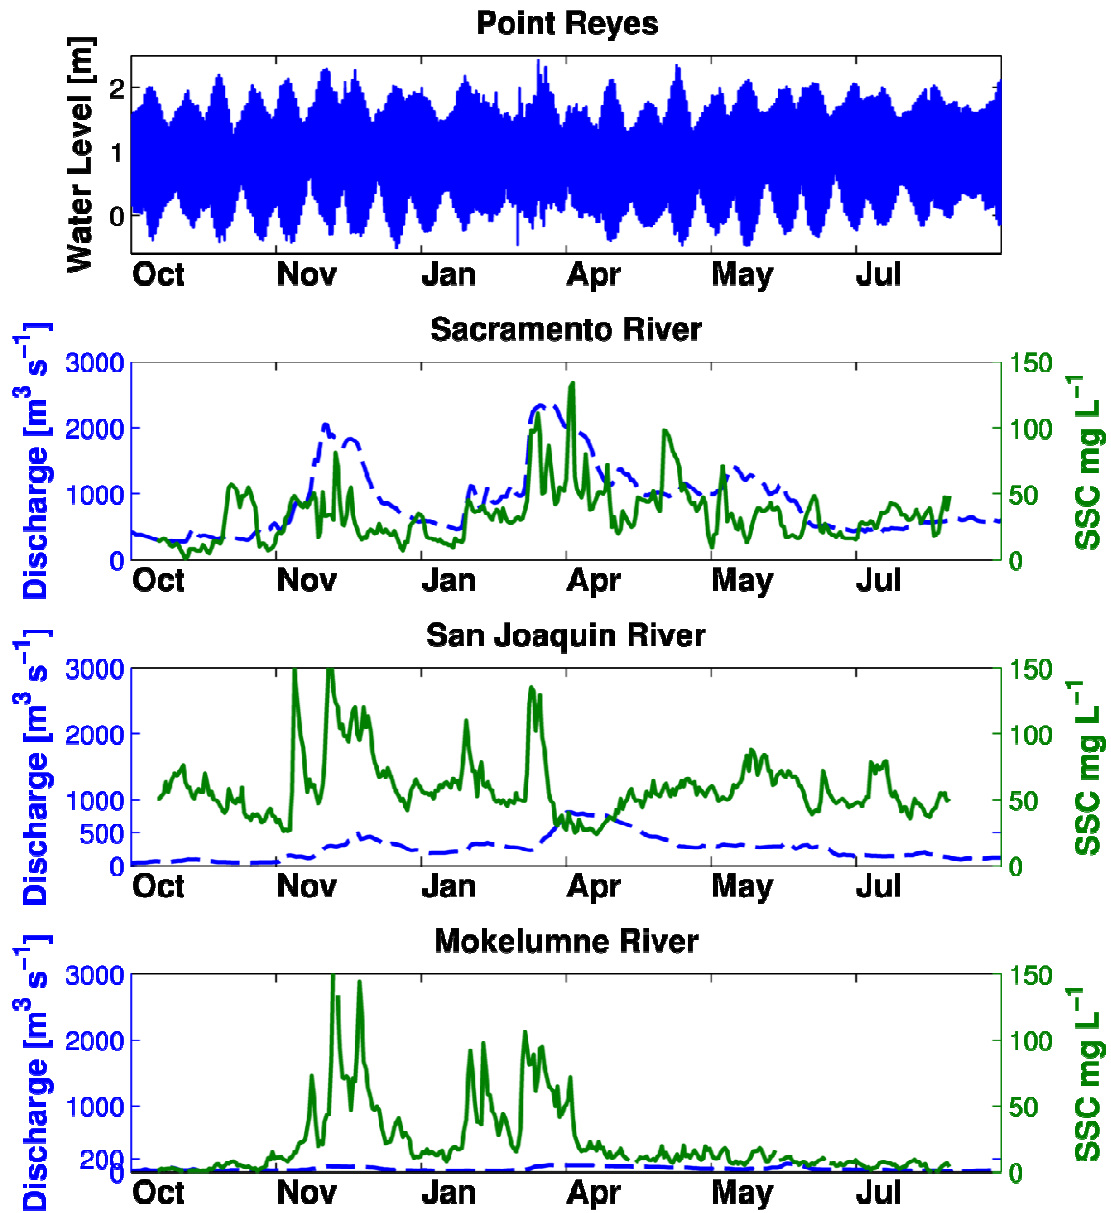 Point Reyes
Water Level [m]
2
1
0
Oct Nov Jan Apr May Jul
Sacramento River
Discharge [m³ s⁻¹]
3000
2000
1000
0
150
100
50
0
SSC mg L⁻¹
Oct Nov Jan Apr May Jul
San Joaquin River
Discharge [m³ s⁻¹]
3000
2000
1000
500
0
150
100
50
0
SSC mg L⁻¹
Oct Nov Jan Apr May Jul
Mokelumne River
Discharge [m³ s⁻¹]
3000
2000
1000
200
0
150
100
50
0
SSC mg L⁻¹
Oct Nov Jan Apr May Jul